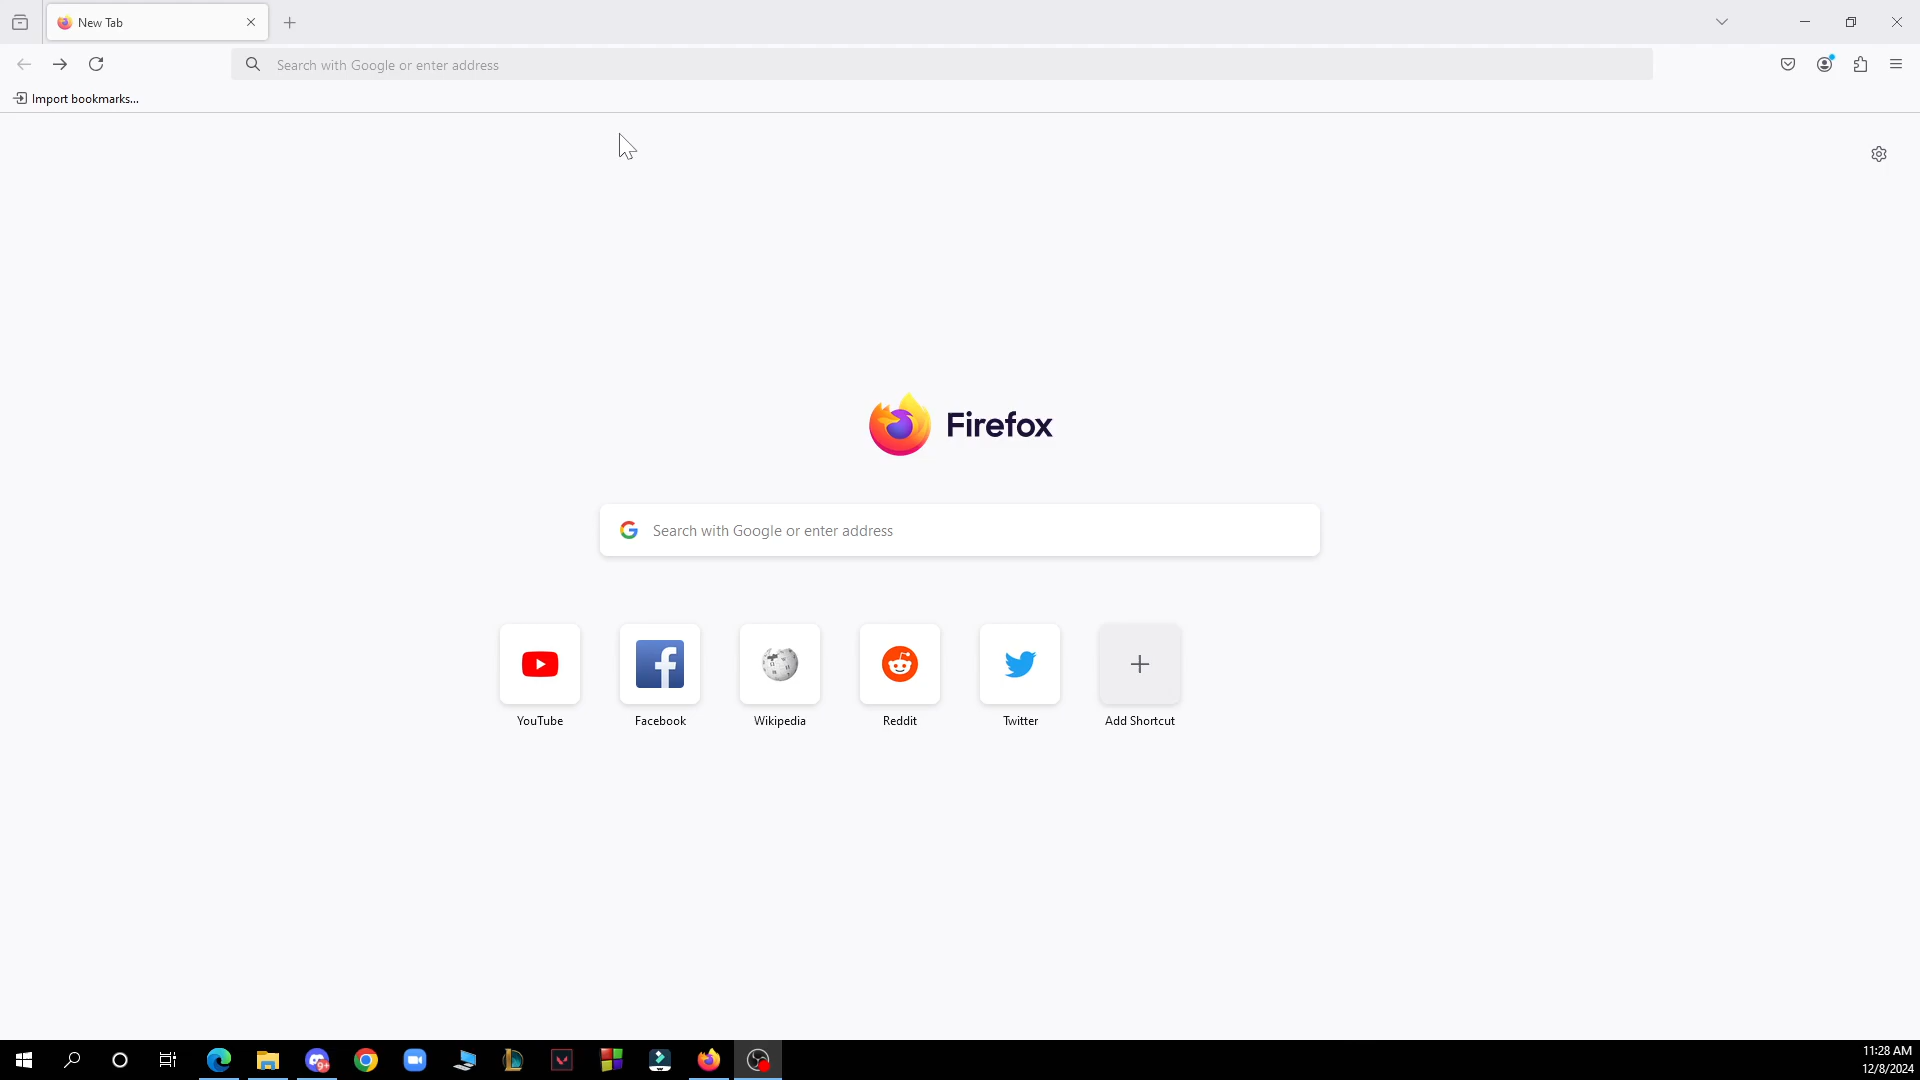 New Tab
Search with Google or enter address
Import bookmarks...
Firefox
Search with Google or enter address
YouTube
Facebook
Wikipedia
Reddit
Twitter
Add Shortcut
9+
11:28 AM
12/8/2024